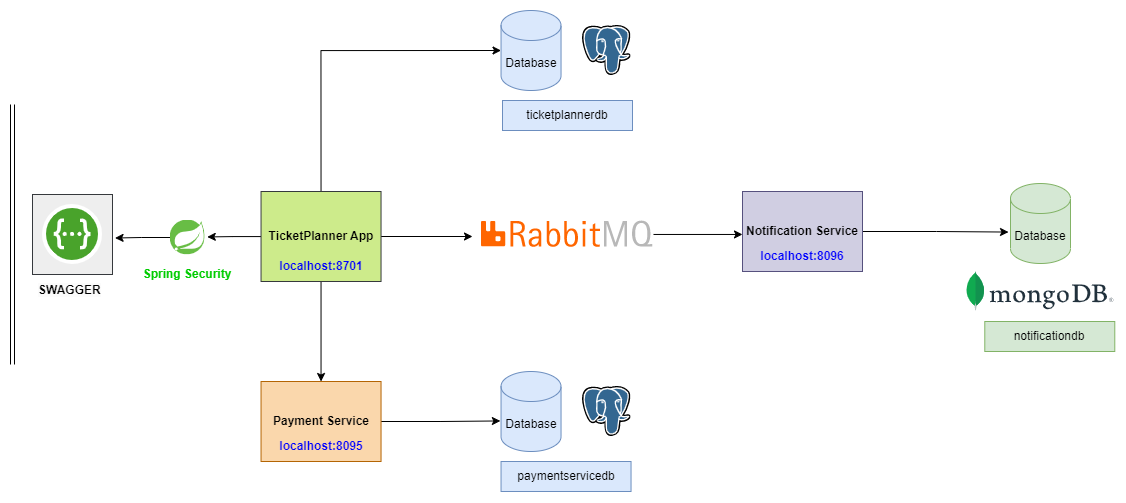 Database
ticketplannerdb
SWAGGER
{···}
Spring Security
TicketPlanner App
localhost:8701
RabbitMQ
Notification Service
localhost:8096
Database
mongoDB®
notificationdb
Payment Service
localhost:8095
Database
paymentservicedb